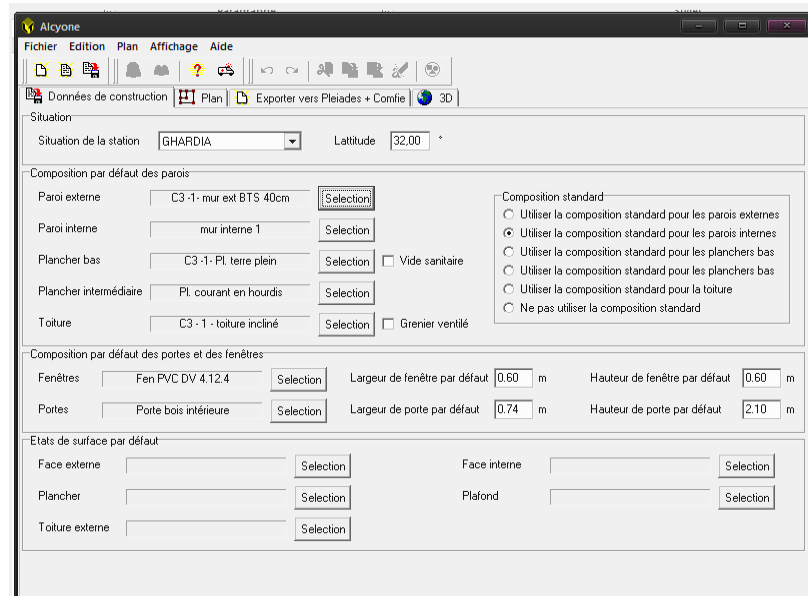 Alcyone
Fichier Edition Plan Affichage Aide
Données de construction Plan Exporter vers Pleiades + Comfie 3D
Situation
Situation de la station GHARDIA Lattitude 32,00 °
Composition par défaut des parois
Paroi externe C3 -1- mur ext BTS 40cm Selection
Paroi interne mur interne 1 Selection
Plancher bas C3 -1- Pl. terre plein Selection Vide sanitaire
Plancher intermédiaire Pl. courant en hourdis Selection
Toiture C3 - 1 - toiture incliné Selection Grenier ventilé
Composition standard
Utiliser la composition standard pour les parois externes
Utiliser la composition standard pour les parois internes
Utiliser la composition standard pour les planchers bas
Utiliser la composition standard pour les planchers bas
Utiliser la composition standard pour la toiture
Ne pas utiliser la composition standard
Composition par défaut des portes et des fenêtres
Fenêtres Fen PVC DV 4.12.4 Selection Largeur de fenêtre par défaut 0.60 m Hauteur de fenêtre par défaut 0.60 m
Portes Porte bois intérieure Selection Largeur de porte par défaut 0.74 m Hauteur de porte par défaut 2.10 m
Etats de surface par défaut
Face externe Selection Face interne Selection
Plancher Selection Plafond Selection
Toiture externe Selection